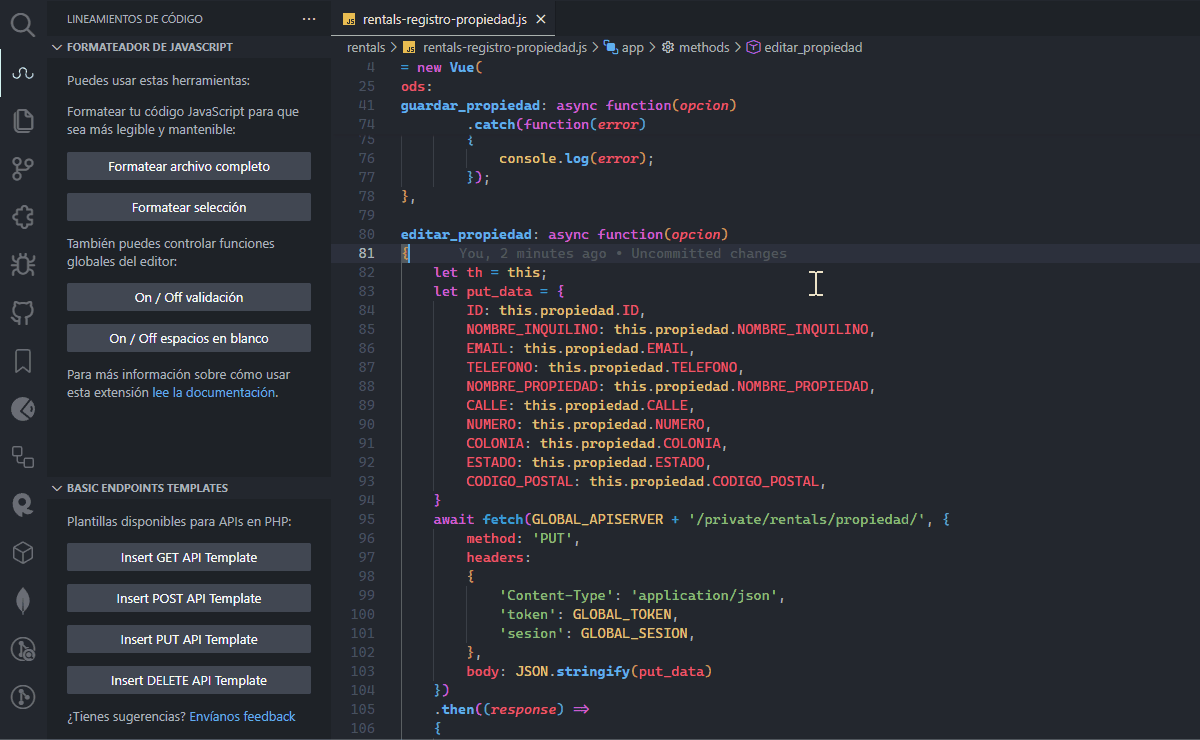 LINEAMIENTOS DE CÓDIGO ···
FORMATEADOR DE JAVASCRIPT
Puedes usar estas herramientas:
Formatear tu código JavaScript para que
sea más legible y mantenible:
Formatear archivo completo
Formatear selección
También puedes controlar funciones
globales del editor:
On / Off validación
On / Off espacios en blanco
Para más información sobre cómo usar
esta extensión lee la documentación.
BASIC ENDPOINTS TEMPLATES
Plantillas disponibles para APIs en PHP:
Insert GET API Template
Insert POST API Template
Insert PUT API Template
Insert DELETE API Template
¿Tienes sugerencias? Envíanos feedback
JS rentals-registro-propiedad.js ×
rentals > JS rentals-registro-propiedad.js > app > methods > editar_propiedad
4 = new Vue(
25 ods:
41 guardar_propiedad: async function(opcion)
74 .catch(function(error)
75 {
76 console.log(error);
77 });
78 },
79
80 editar_propiedad: async function(opcion)
81 { You, 2 minutes ago • Uncommitted changes
82 let th = this;
83 let put_data = {
84 ID: this.propiedad.ID,
85 NOMBRE_INQUILINO: this.propiedad.NOMBRE_INQUILINO,
86 EMAIL: this.propiedad.EMAIL,
87 TELEFONO: this.propiedad.TELEFONO,
88 NOMBRE_PROPIEDAD: this.propiedad.NOMBRE_PROPIEDAD,
89 CALLE: this.propiedad.CALLE,
90 NUMERO: this.propiedad.NUMERO,
91 COLONIA: this.propiedad.COLONIA,
92 ESTADO: this.propiedad.ESTADO,
93 CODIGO_POSTAL: this.propiedad.CODIGO_POSTAL,
94 }
95 await fetch(GLOBAL_APISERVER + '/private/rentals/propiedad/', {
96 method: 'PUT',
97 headers:
98 {
99 'Content-Type': 'application/json',
100 'token': GLOBAL_TOKEN,
101 'sesion': GLOBAL_SESION,
102 },
103 body: JSON.stringify(put_data)
104 })
105 .then((response) =>
106 {